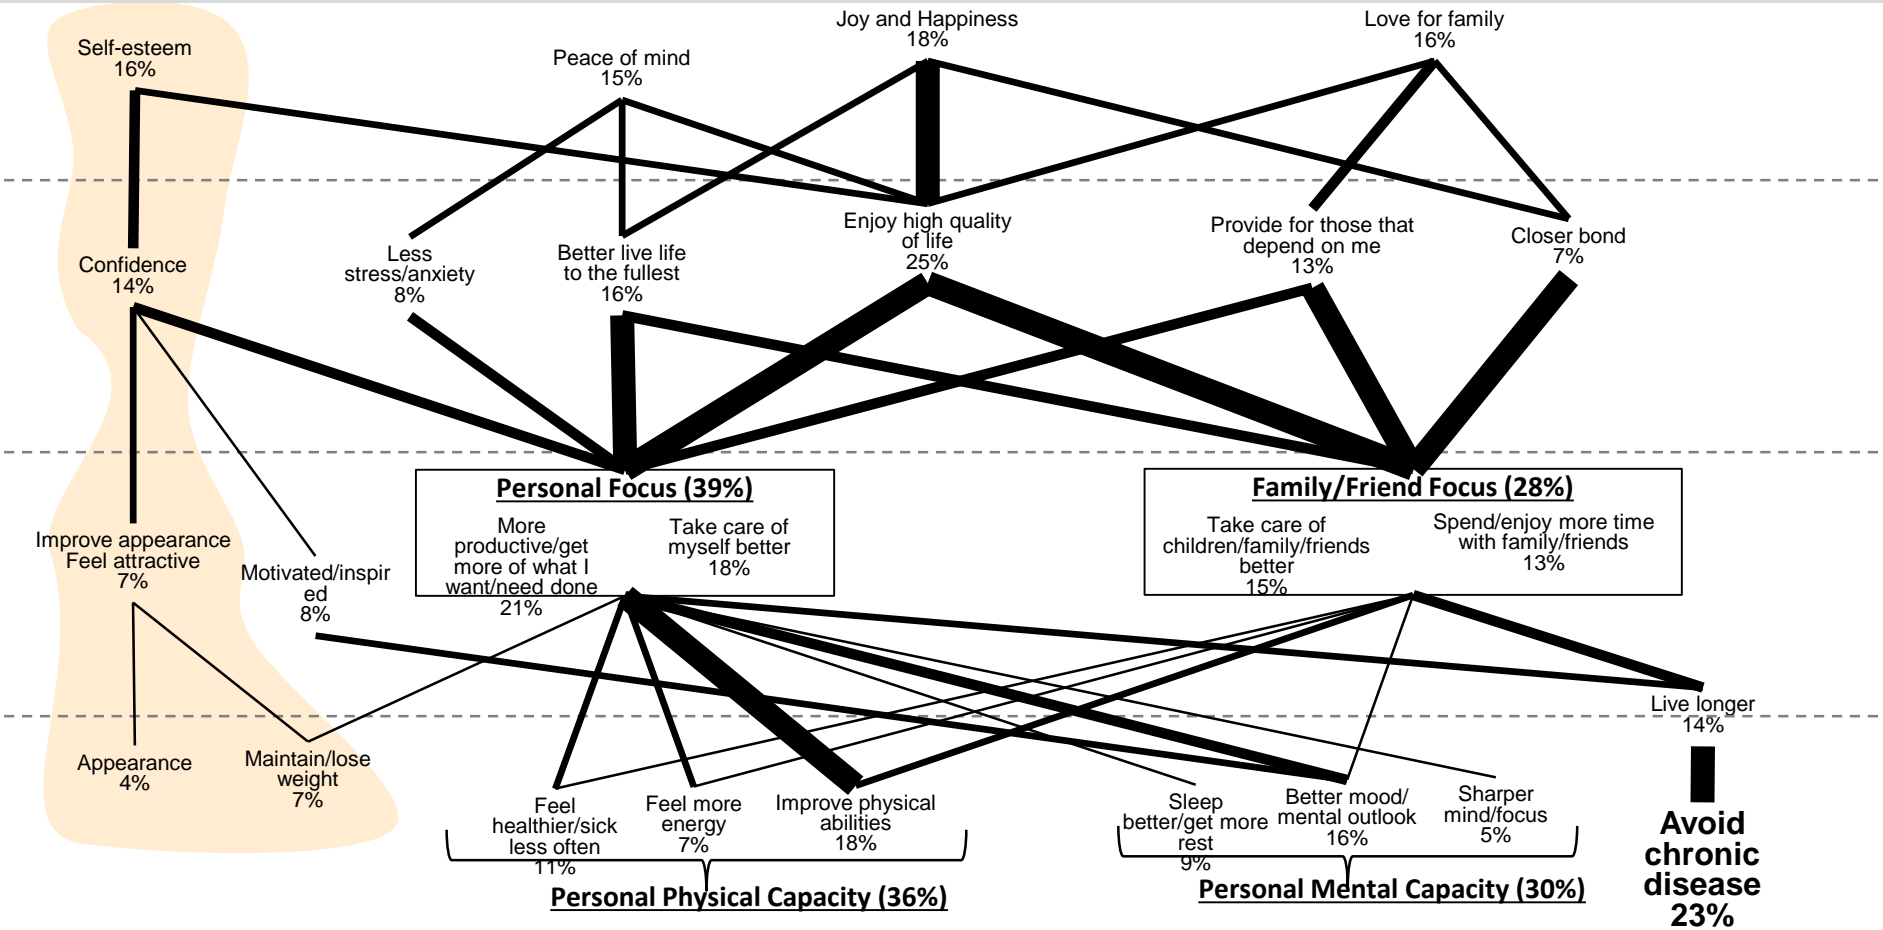 Self-esteem
16%
Peace of mind
15%
Joy and Happiness
18%
Love for family
16%
Confidence
14%
Less
stress/anxiety
8%
Better live life
to the fullest
16%
Enjoy high quality
of life
25%
Provide for those that
depend on me
13%
Closer bond
7%
Improve appearance
Feel attractive
7%
Motivated/inspir
ed
8%
Personal Focus (39%)
More
productive/get
more of what I
want/need done
21%
Take care of
myself better
18%
Family/Friend Focus (28%)
Take care of
children/family/friends
better
15%
Spend/enjoy more time
with family/friends
13%
Live longer
14%
Appearance
4%
Maintain/lose
weight
7%
Feel
healthier/sick
less often
11%
Feel more
energy
7%
Improve physical
abilities
18%
Personal Physical Capacity (36%)
Sleep
better/get more
rest
9%
Better mood/
mental outlook
16%
Sharper
mind/focus
5%
Personal Mental Capacity (30%)
Avoid
chronic
disease
23%